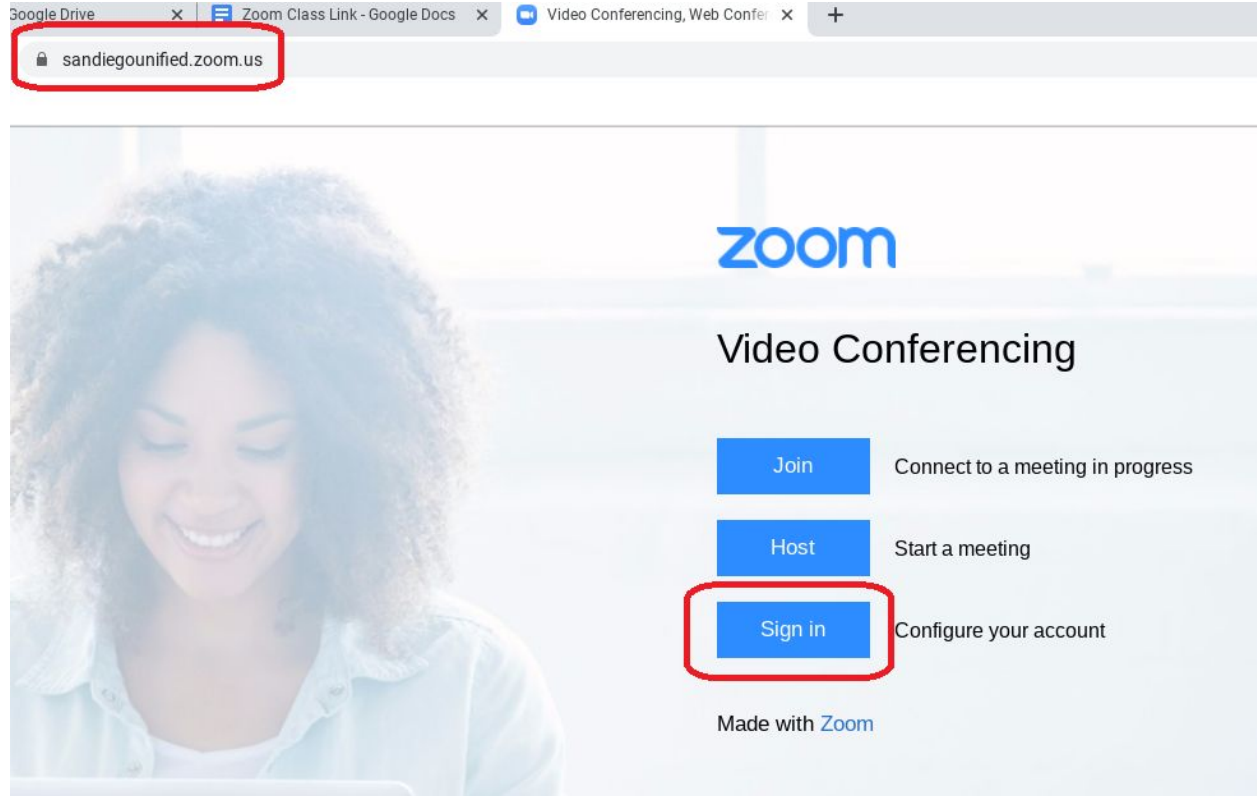 Google Drive
Zoom Class Link - Google Docs
Video Conferencing, Web Confer
sandiegounified.zoom.us
zoom
Video Conferencing
Join Connect to a meeting in progress
Host Start a meeting
Sign in Configure your account
Made with Zoom